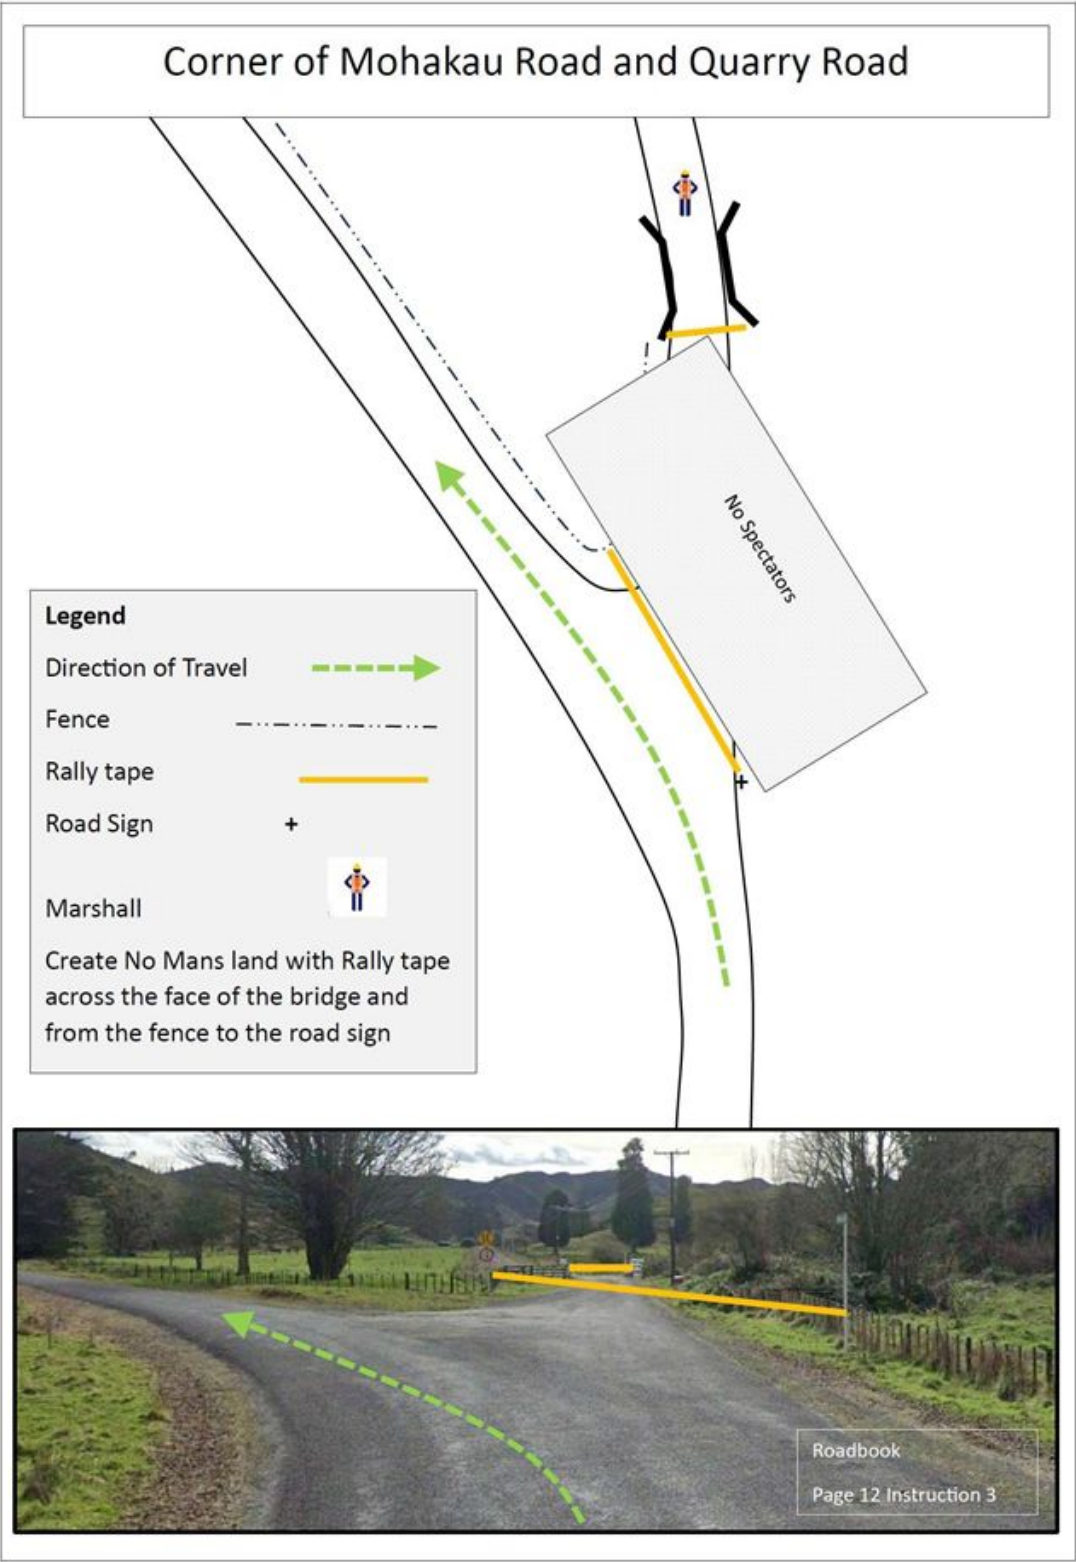 Corner of Mohakau Road and Quarry Road
No Spectators
Legend
Direction of Travel
Fence
Rally tape
Road Sign
Marshall
Create No Mans land with Rally tape
across the face of the bridge and
from the fence to the road sign
Roadbook
Page 12 Instruction 3